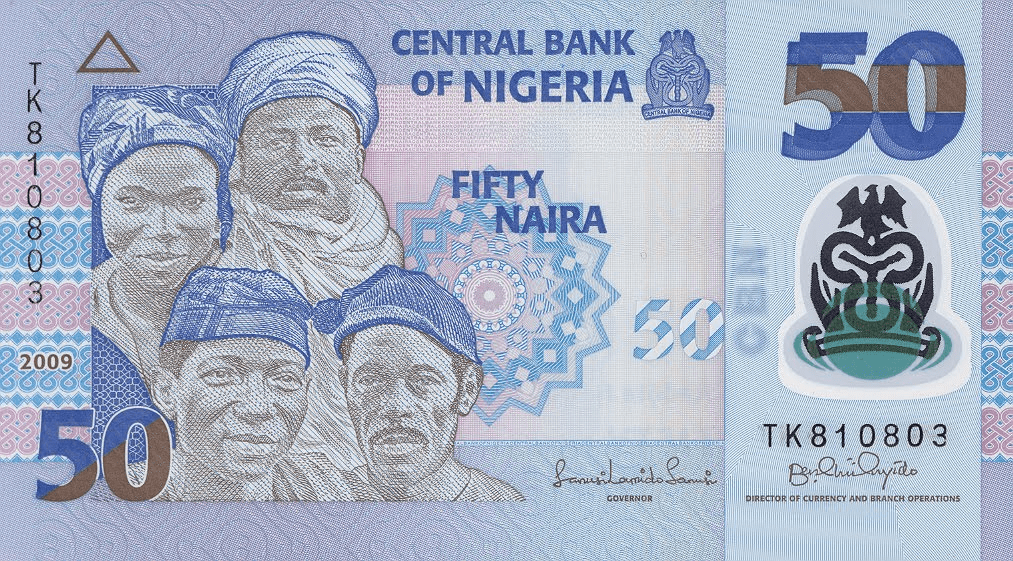 CENTRAL BANK
OF NIGERIA
CENTRAL BANK OF NIGERIA
50
TK810803
FIFTY
NAIRA
50
CBN
2009
50
TK810803
Sanusi Lamido Sanusi
GOVERNOR
DIRECTOR OF CURRENCY AND BRANCH OPERATIONS